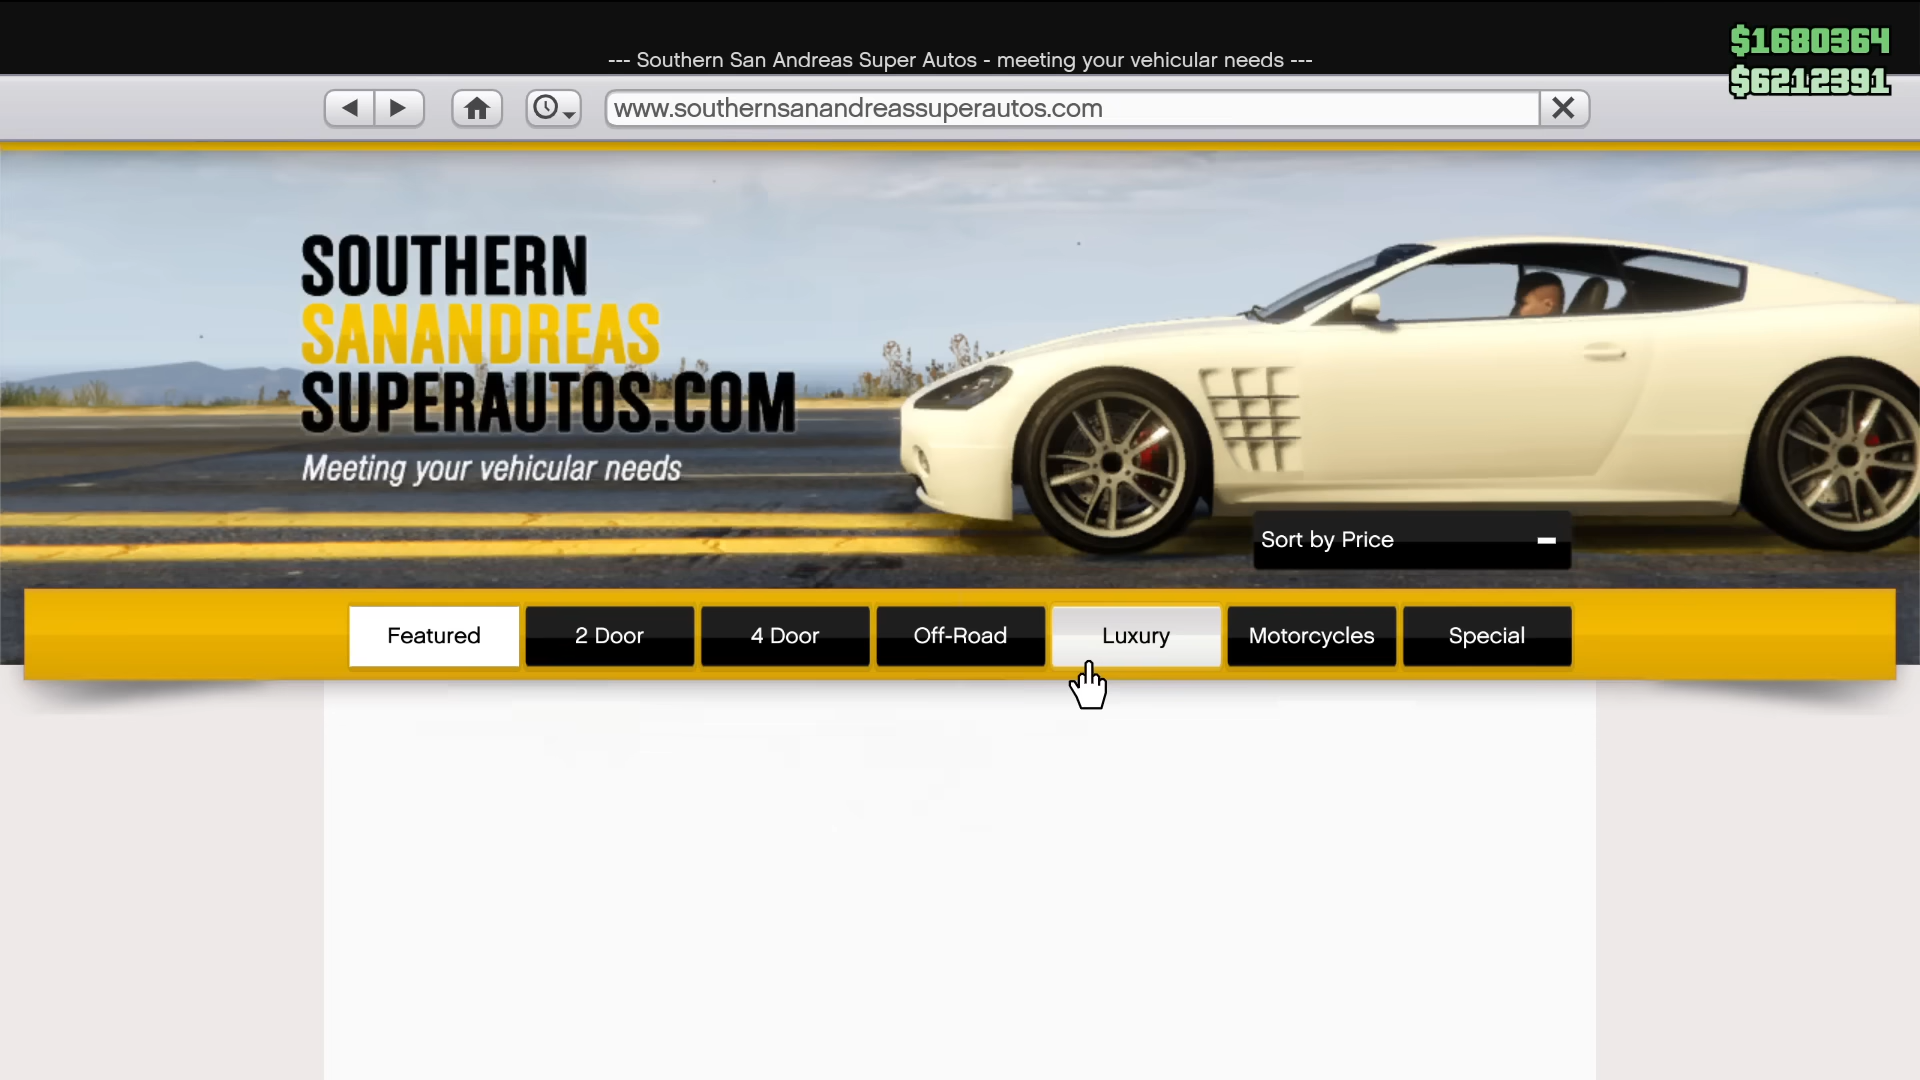 --- Southern San Andreas Super Autos - meeting your vehicular needs ---
$1680364
$6212391
www.southernsanandreassuperautos.com
SOUTHERN
SANANDREAS
SUPERAUTOS.COM
Meeting your vehicular needs
Sort by Price
Featured
2 Door
4 Door
Off-Road
Luxury
Motorcycles
Special